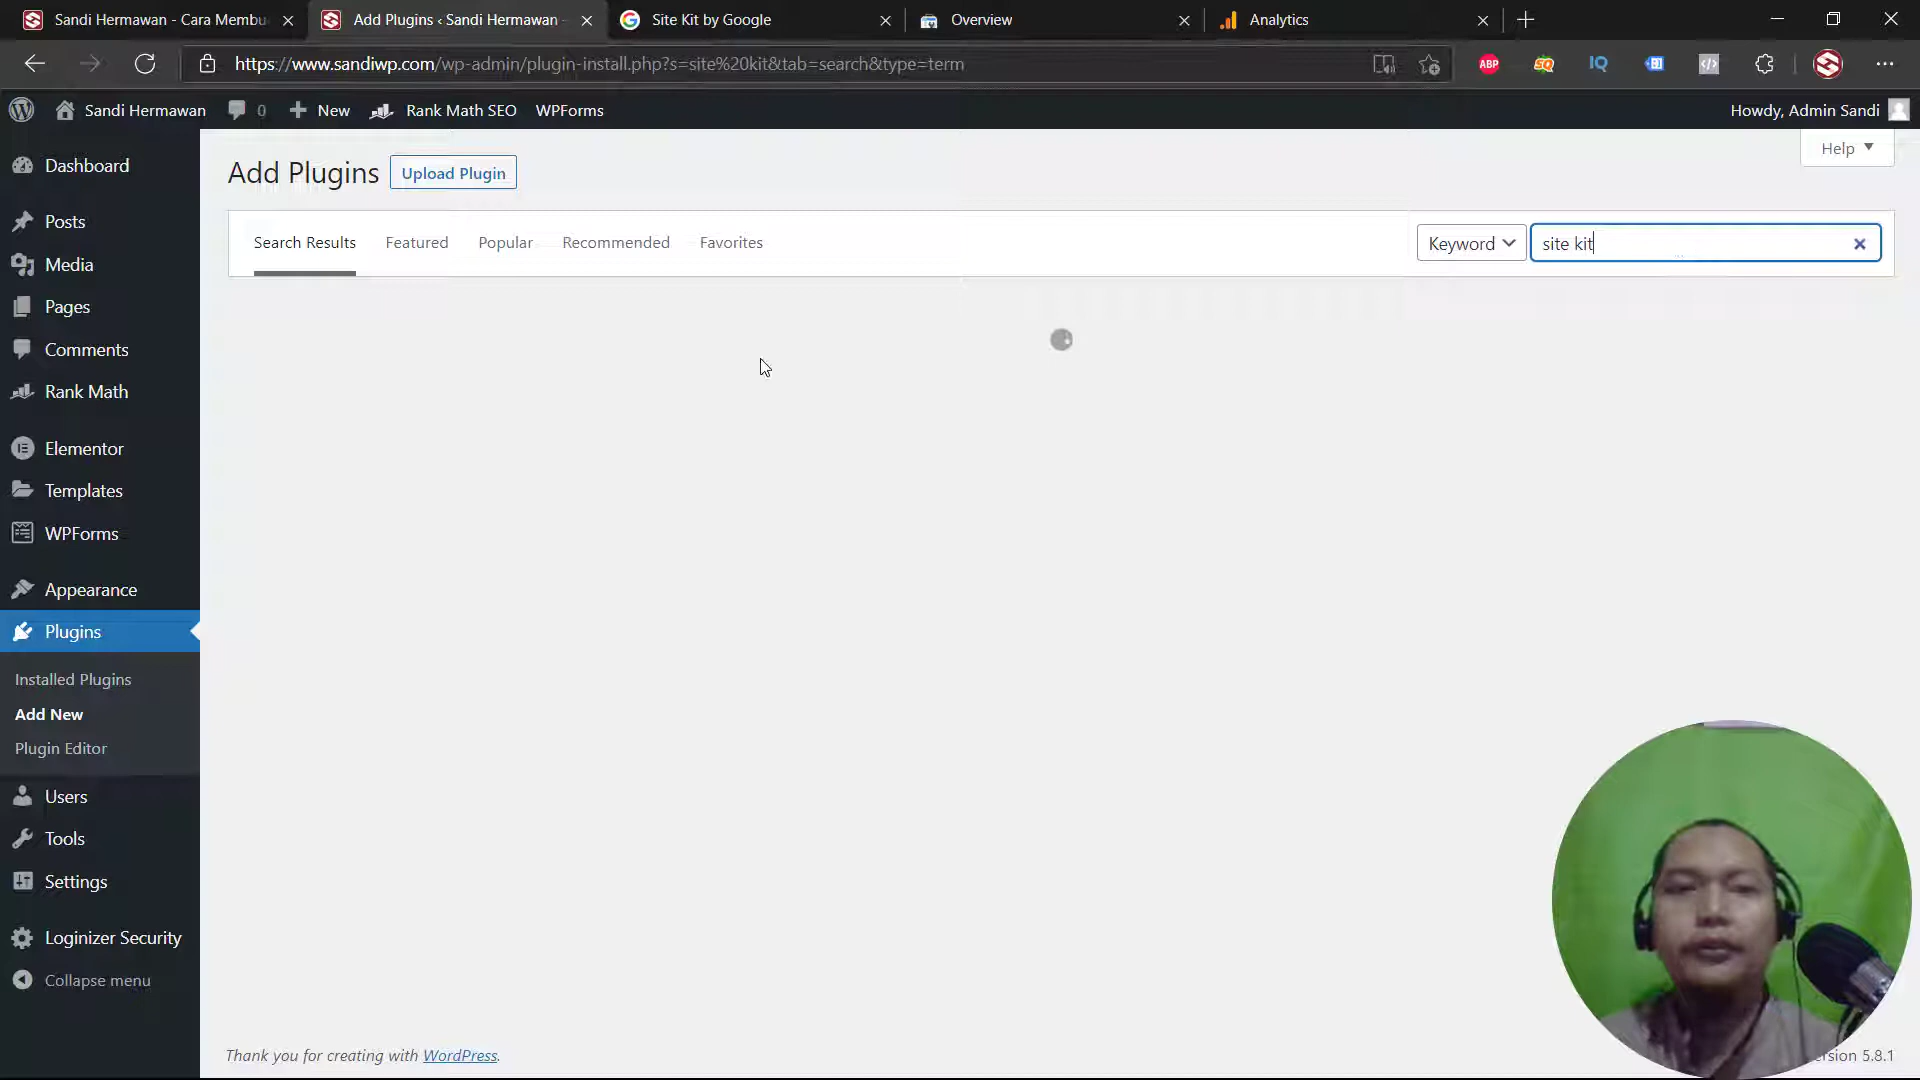 Sandi Hermawan - Cara Membu
Add Plugins ‹ Sandi Hermawan -
Site Kit by Google
Overview
Analytics
https://www.sandiwp.com/wp-admin/plugin-install.php?s=site%20kit&tab=search&type=term
ABP
SQ
IQ
Sandi Hermawan
0
New
Rank Math SEO
WPForms
Howdy, Admin Sandi
Dashboard
Add Plugins
Upload Plugin
Help
Posts
Search Results
Featured
Popular
Recommended
Favorites
Keyword
site kit
Media
Pages
Comments
Rank Math
Elementor
Templates
WPForms
Appearance
Plugins
Installed Plugins
Add New
Plugin Editor
Users
Tools
Settings
Loginizer Security
Collapse menu
Thank you for creating with WordPress.
ersion 5.8.1